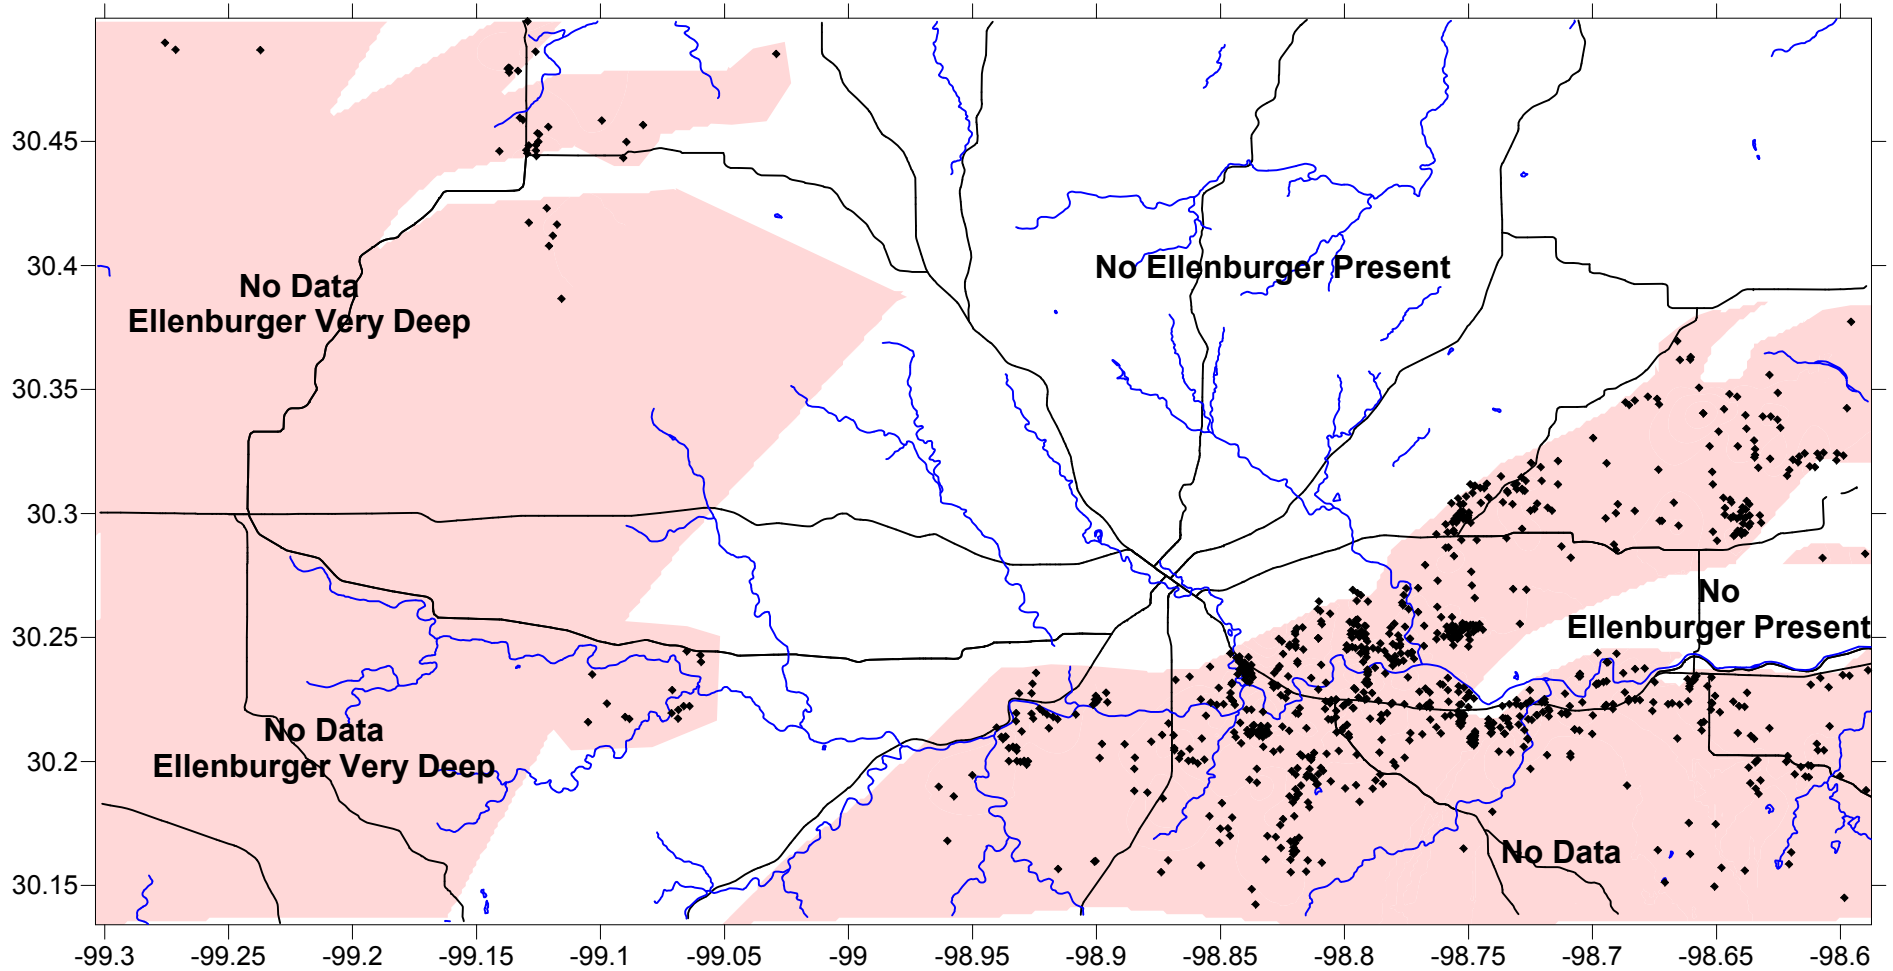 30.45
30.4
30.35
30.3
30.25
30.2
30.15
No Data
Ellenburger Very Deep
No Ellenburger Present
No
Ellenburger Present
No Data
Ellenburger Very Deep
No Data
-99.3 -99.25 -99.2 -99.15 -99.1 -99.05 -99 -98.95 -98.9 -98.85 -98.8 -98.75 -98.7 -98.65 -98.6